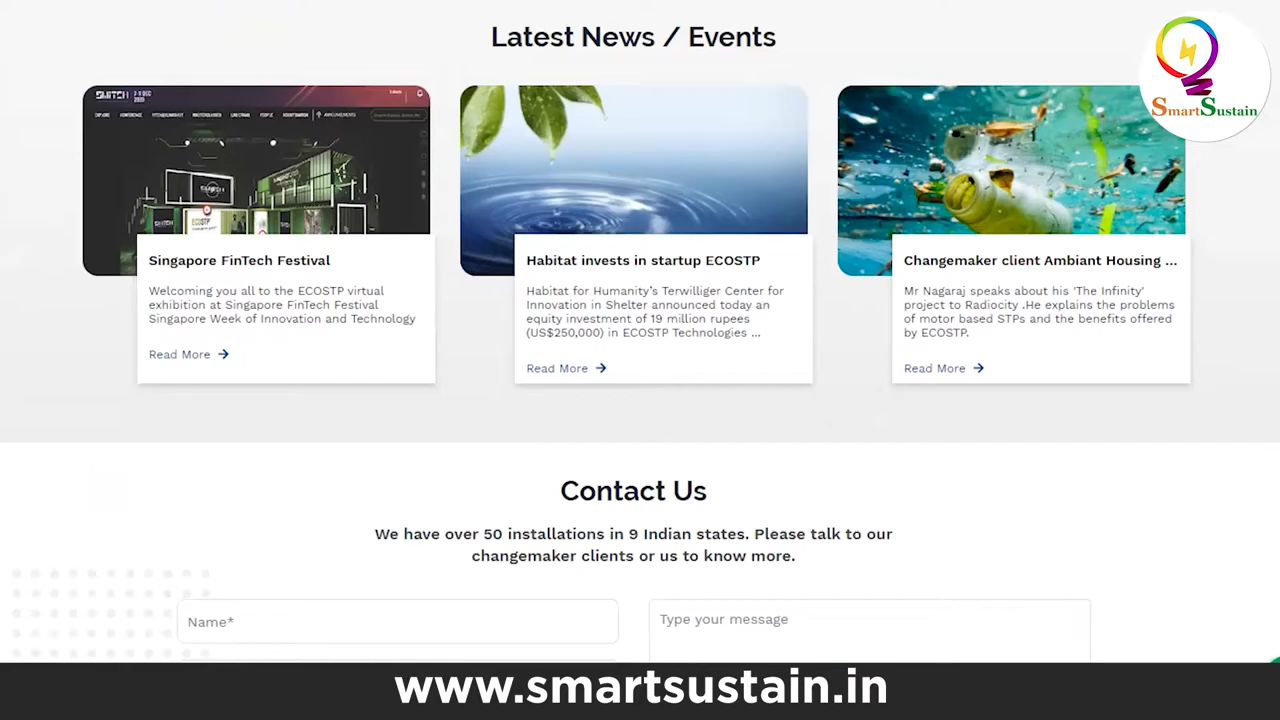 Latest News / Events
SmartSustain
SWITCH
ECOSTP
Singapore FinTech Festival
Welcoming you all to the ECOSTP virtual
exhibition at Singapore FinTech Festival
Singapore Week of Innovation and Technology
Read More
Habitat invests in startup ECOSTP
Habitat for Humanity’s Terwilliger Center for
Innovation in Shelter announced today an
equity investment of 19 million rupees
(US$250,000) in ECOSTP Technologies ...
Read More
Changemaker client Ambiant Housing ...
Mr Nagaraj speaks about his 'The Infinity'
project to Radiocity .He explains the problems
of motor based STPs and the benefits offered
by ECOSTP.
Read More
Contact Us
We have over 50 installations in 9 Indian states. Please talk to our
changemaker clients or us to know more.
Name*
Type your message
www.smartsustain.in